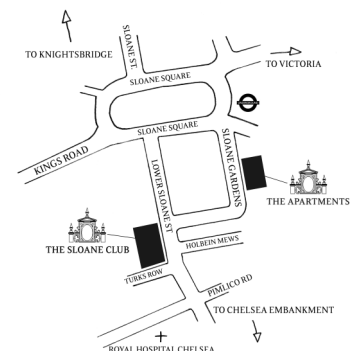 SLOANE ST.
TO KNIGHTSBRIDGE
TO VICTORIA
SLOANE SQUARE
SLOANE SQUARE
KINGS ROAD
LOWER SLOANE ST
SLOANE GARDENS
THE APARTMENTS
HOLBEIN MEWS
THE SLOANE CLUB
TURKS ROW
PIMLICO RD
TO CHELSEA EMBANKMENT
ROYAL HOSPITAL CHELSEA